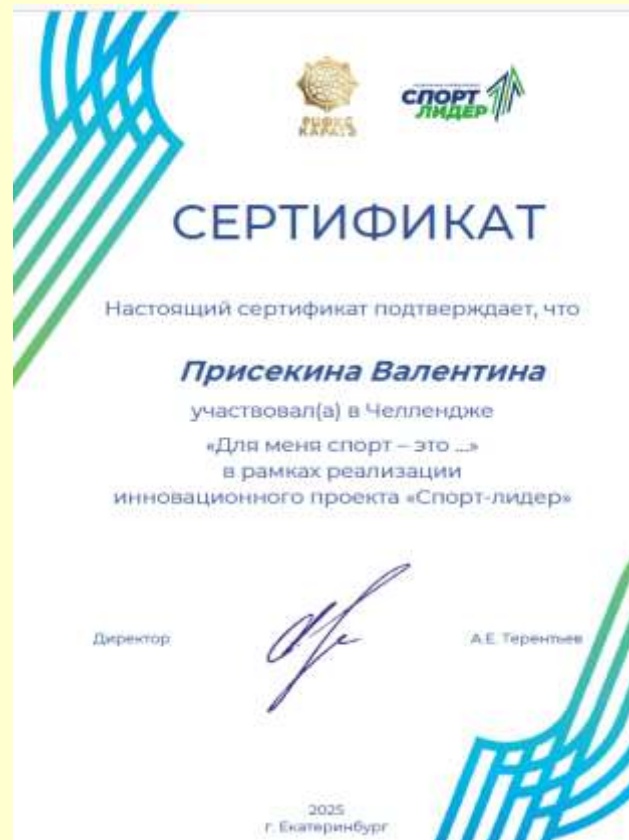 КАРАТЭ
СПОРТ
ЛИДЕР
СЕРТИФИКАТ
Настоящий сертификат подтверждает, что
Присекина Валентина
участвовал(а) в Челлендже
«Для меня спорт – это ...»
в рамках реализации
инновационного проекта «Спорт-лидер»
Директор
А.Е. Терентьев
2025
г. Екатеринбург